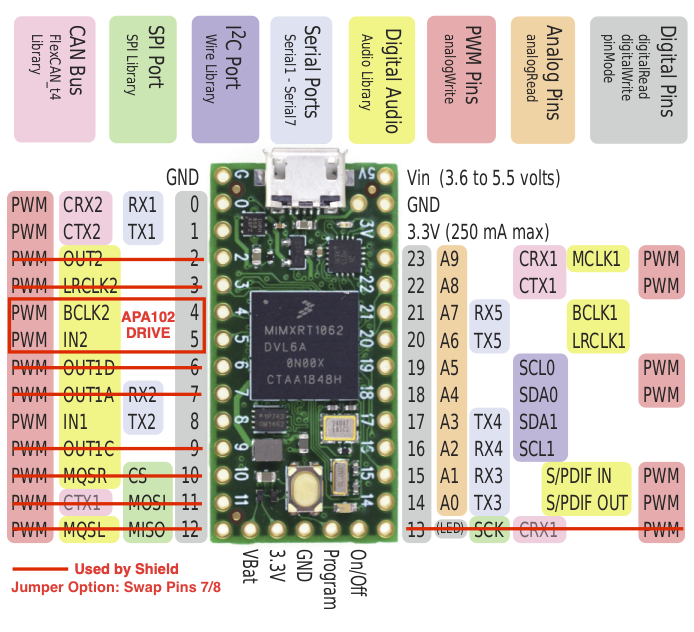 CAN Bus
FlexCAN_t4
Library
SPI Port
SPI Library
I2C Port
Wire Library
Serial Ports
Serial1 - Serial7
Digital Audio
Audio Library
PWM Pins
analogWrite
Analog Pins
analogRead
Digital Pins
digitalRead
digitalWrite
pinMode
GND G 5V Vin (3.6 to 5.5 volts)
PWM CRX2 RX1 0 0 GND
PWM CTX2 TX1 1 1 3V 3.3V (250 mA max)
PWM OUT2 2 2 23 A9 CRX1 MCLK1 PWM
PWM LRCLK2 3 3 22 22 A8 CTX1 PWM
PWM BCLK2 APA102 4 4 21 21 A7 RX5 BCLK1
PWM IN2 DRIVE 5 5 20 20 A6 TX5 LRCLK1
PWM OUT1D 6 6 19 19 A5 SCL0 PWM
PWM OUT1A RX2 7 7 18 18 A4 SDA0 PWM
PWM IN1 TX2 8 8 17 17 A3 TX4 SDA1
PWM OUT1C 9 9 16 16 A2 RX4 SCL1
PWM MQSR CS 10 10 15 15 A1 RX3 S/PDIF IN PWM
PWM CTX1 MOSI 11 11 14 14 A0 TX3 S/PDIF OUT PWM
PWM MQSL MISO 12 13 (LED) SCK CRX1 PWM
MIMXRT1062
DVL6A
0N00X
CTAA1848H
VBat
3.3V
GND
Program
On/Off
Used by Shield
Jumper Option: Swap Pins 7/8